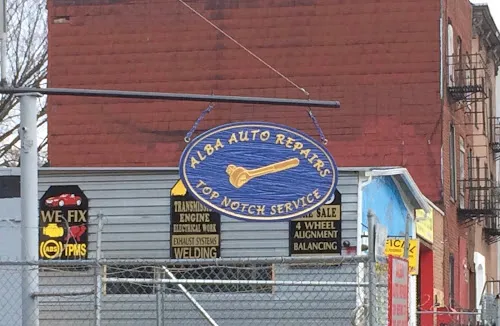 ALBA AUTO REPAIRS
TOP NOTCH SERVICE
WE FIX
ABS
TPMS
TRANSMISSION
ENGINE
ELECTRICAL WORK
EXHAUST SYSTEMS
WELDING
SALE
4 WHEEL
ALIGNMENT
BALANCING